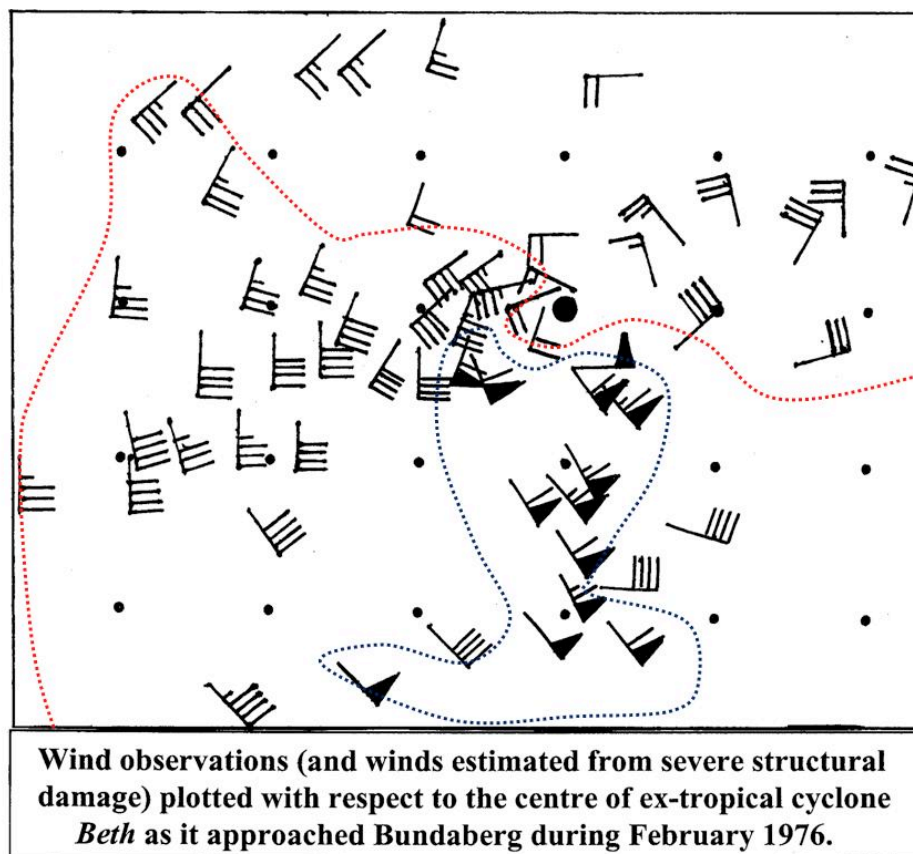 Wind observations (and winds estimated from severe structural
damage) plotted with respect to the centre of ex-tropical cyclone
Beth as it approached Bundaberg during February 1976.